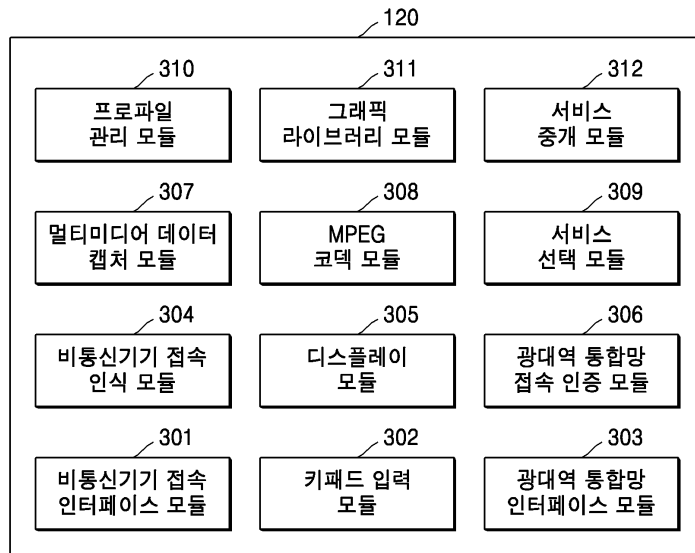 120
310
311
312
프로파일
관리 모듈
그래픽
라이브러리 모듈
서비스
중개 모듈
307
308
309
멀티미디어 데이터
캡처 모듈
MPEG
코덱 모듈
서비스
선택 모듈
304
305
306
비통신기기 접속
인식 모듈
디스플레이
모듈
광대역 통합망
접속 인증 모듈
301
302
303
비통신기기 접속
인터페이스 모듈
키패드 입력
모듈
광대역 통합망
인터페이스 모듈